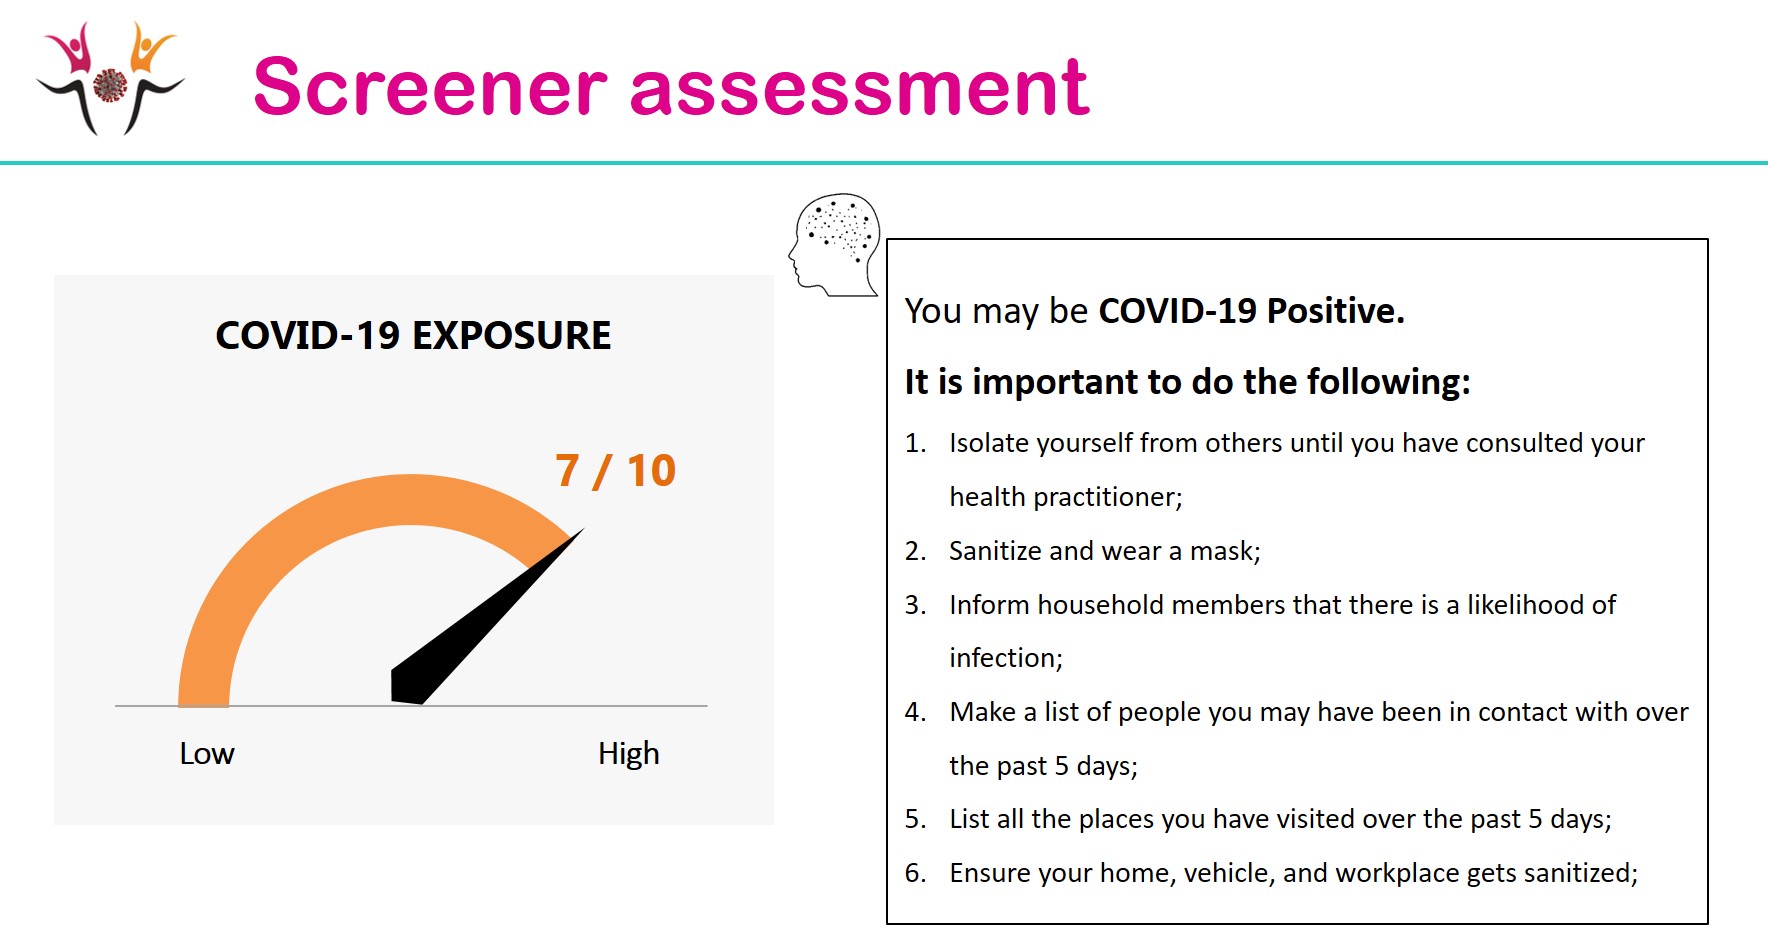 Screener assessment
COVID-19 EXPOSURE
7 / 10
Low
High
You may be COVID-19 Positive.
It is important to do the following:
1. Isolate yourself from others until you have consulted your
health practitioner;
2. Sanitize and wear a mask;
3. Inform household members that there is a likelihood of
infection;
4. Make a list of people you may have been in contact with over
the past 5 days;
5. List all the places you have visited over the past 5 days;
6. Ensure your home, vehicle, and workplace gets sanitized;